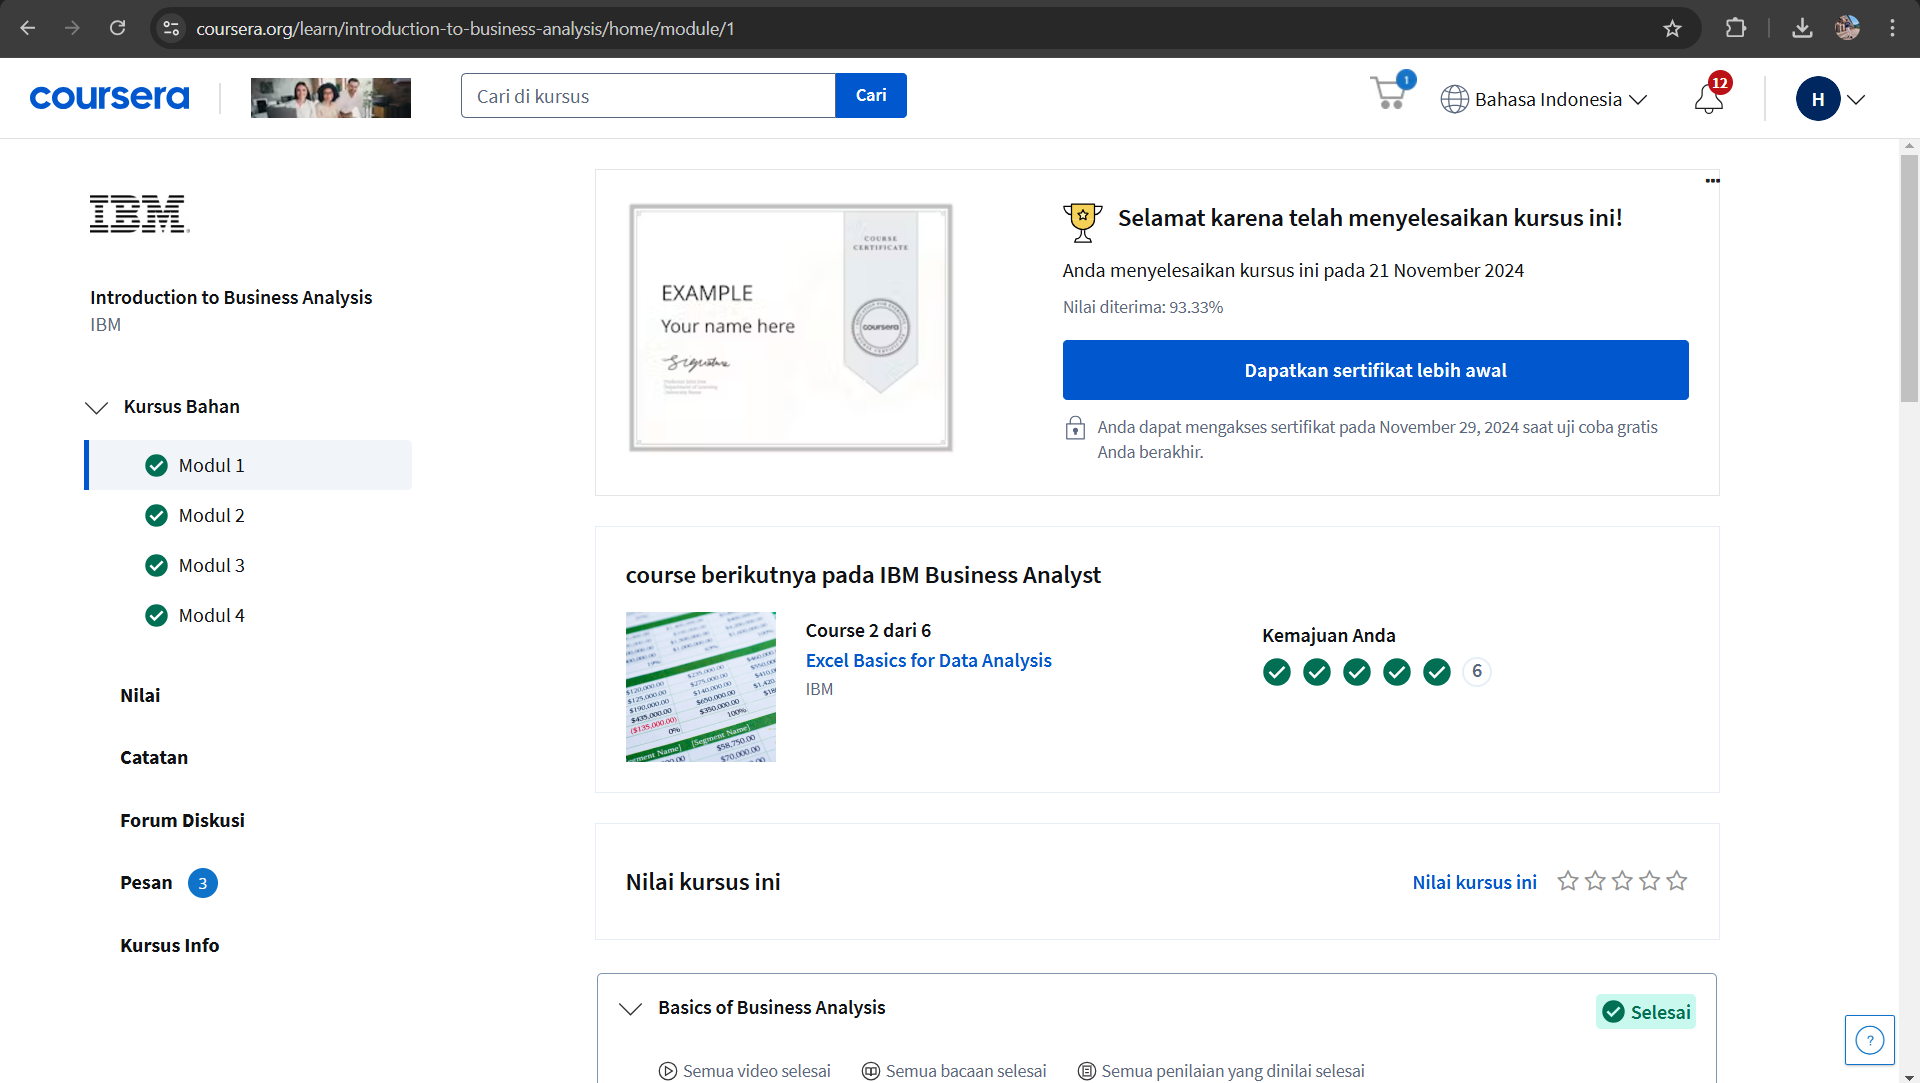 coursera.org/learn/introduction-to-business-analysis/home/module/1
coursera
Cari di kursus
Cari
1
Bahasa Indonesia
12
H
IBM
Introduction to Business Analysis
IBM
Kursus Bahan
Modul 1
Modul 2
Modul 3
Modul 4
Nilai
Catatan
Forum Diskusi
Pesan 3
Kursus Info
COURSE
CERTIFICATE
EXAMPLE
Your name here
Signature
coursera
Selamat karena telah menyelesaikan kursus ini!
Anda menyelesaikan kursus ini pada 21 November 2024
Nilai diterima: 93.33%
Dapatkan sertifikat lebih awal
Anda dapat mengakses sertifikat pada November 29, 2024 saat uji coba gratis
Anda berakhir.
course berikutnya pada IBM Business Analyst
Course 2 dari 6
Excel Basics for Data Analysis
IBM
Kemajuan Anda
6
Nilai kursus ini
Nilai kursus ini
Basics of Business Analysis
Selesai
Semua video selesai
Semua bacaan selesai
Semua penilaian yang dinilai selesai
?